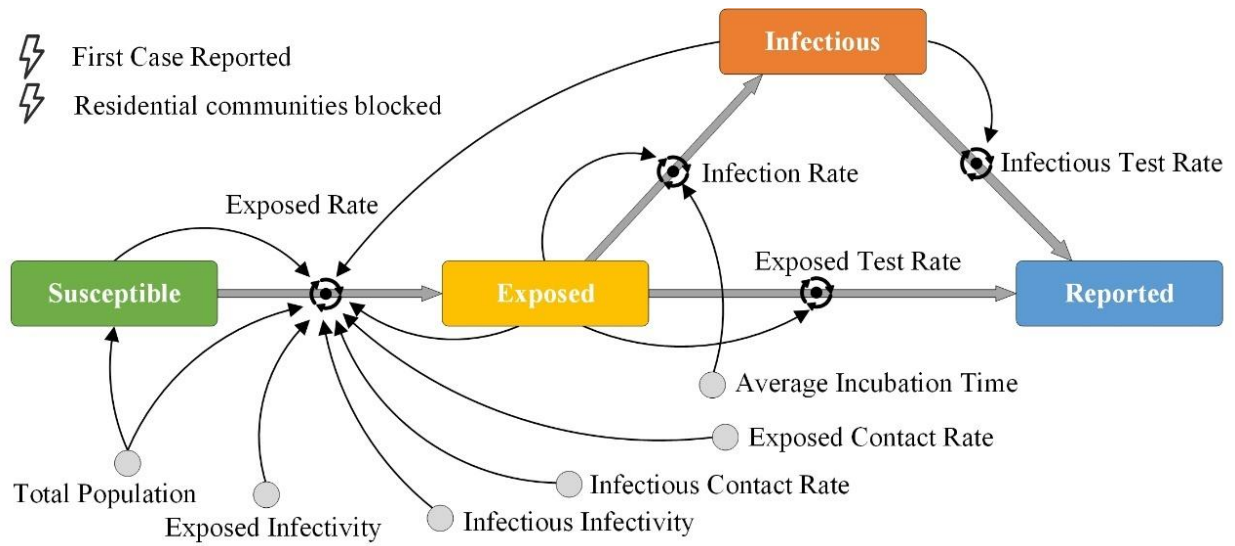 Infectious
First Case Reported
Residential communities blocked
Infection Rate
Infectious Test Rate
Exposed Rate
Exposed Test Rate
Susceptible
Exposed
Reported
Average Incubation Time
Exposed Contact Rate
Total Population
Infectious Contact Rate
Exposed Infectivity
Infectious Infectivity